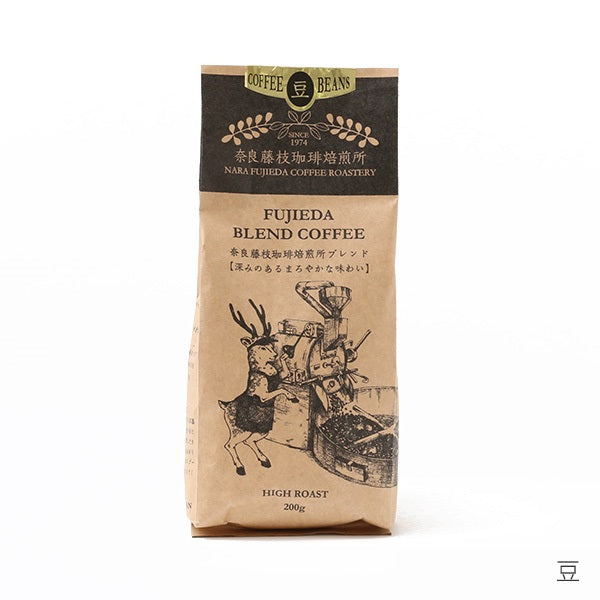 COFFEE 豆 BEANS
SINCE
1974
奈良藤枝珈琲焙煎所
NARA FUJIEDA COFFEE ROASTERY
FUJIEDA
BLEND COFFEE
奈良藤枝珈琲焙煎所ブレンド
【深みのあるまろやかな味わい】
HIGH ROAST
200g
豆